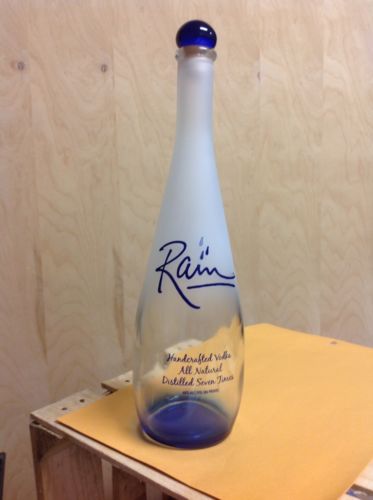 Rain
Handcrafted Vodka
All Natural
Distilled Seven Times